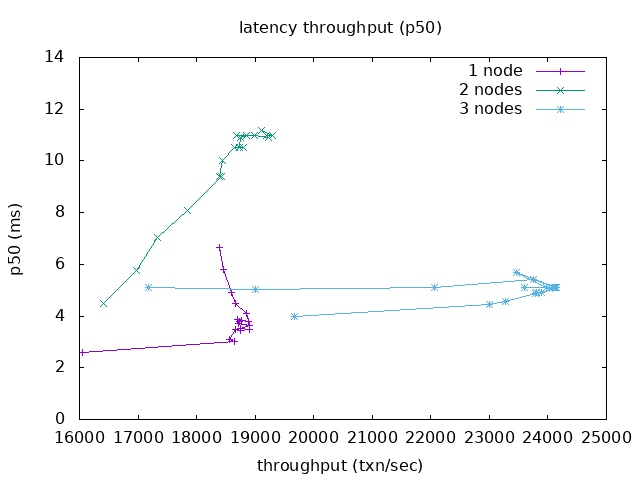 latency throughput (p50)
14
12
10
8
6
4
2
0
p50 (ms)
1 node
2 nodes
3 nodes
16000 17000 18000 19000 20000 21000 22000 23000 24000 25000
throughput (txn/sec)